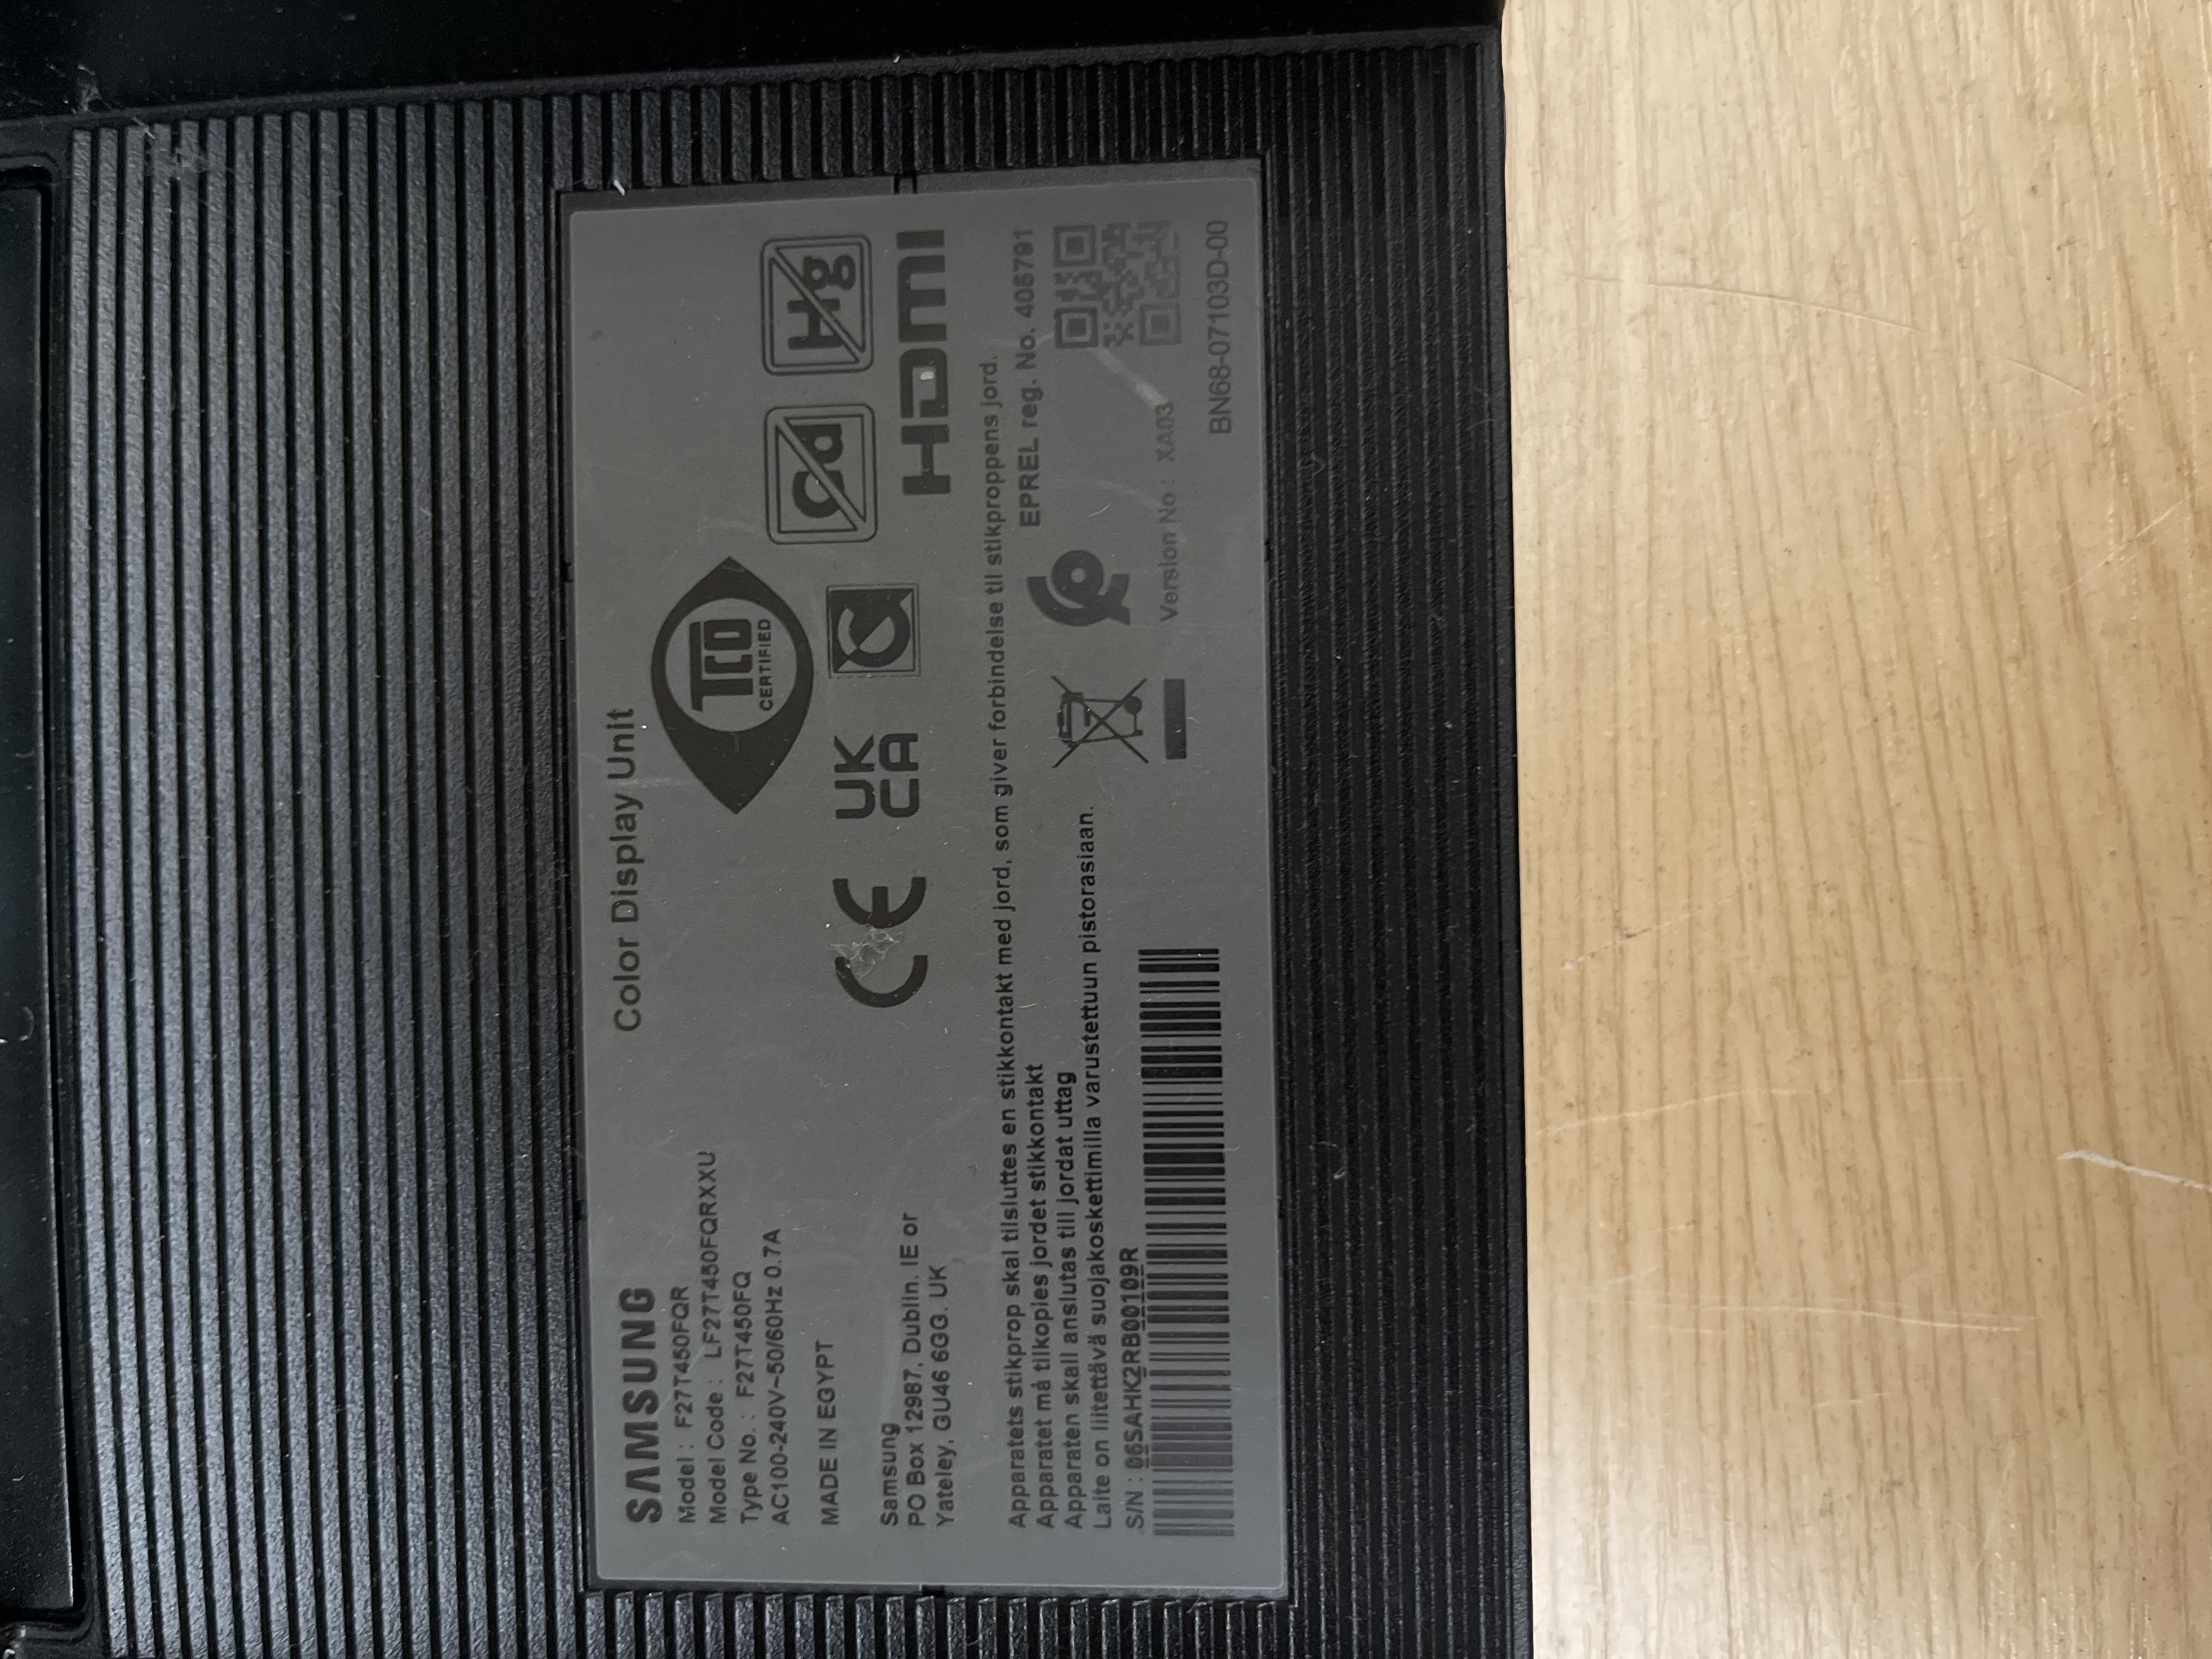 SAMSUNG
Color Display Unit
Model : F27T450FQR
Model Code : LF27T450FQRXXU
Type No. : F27T450FQ
AC100-240V~50/60Hz 0.7A
MADE IN EGYPT
Samsung
PO Box 12987, Dublin. IE or
Yateley, GU46 6GG. UK
TCO
CERTIFIED
CE
UK
CA
Cd
Hg
HDMI
Apparatets stikprop skal tilsluttes en stikkontakt med jord, som giver forbindelse til stikproppens jord.
Apparatet må tilkoples jordet stikkontakt
Apparaten skall anslutas till jordat uttag
Laite on liitettävä suojakoskettimilla varustettuun pistorasiaan.
EPREL reg. No. 405791
S/N : 06SAHK2RB00109R
Version No : XA03
BN68-07103D-00